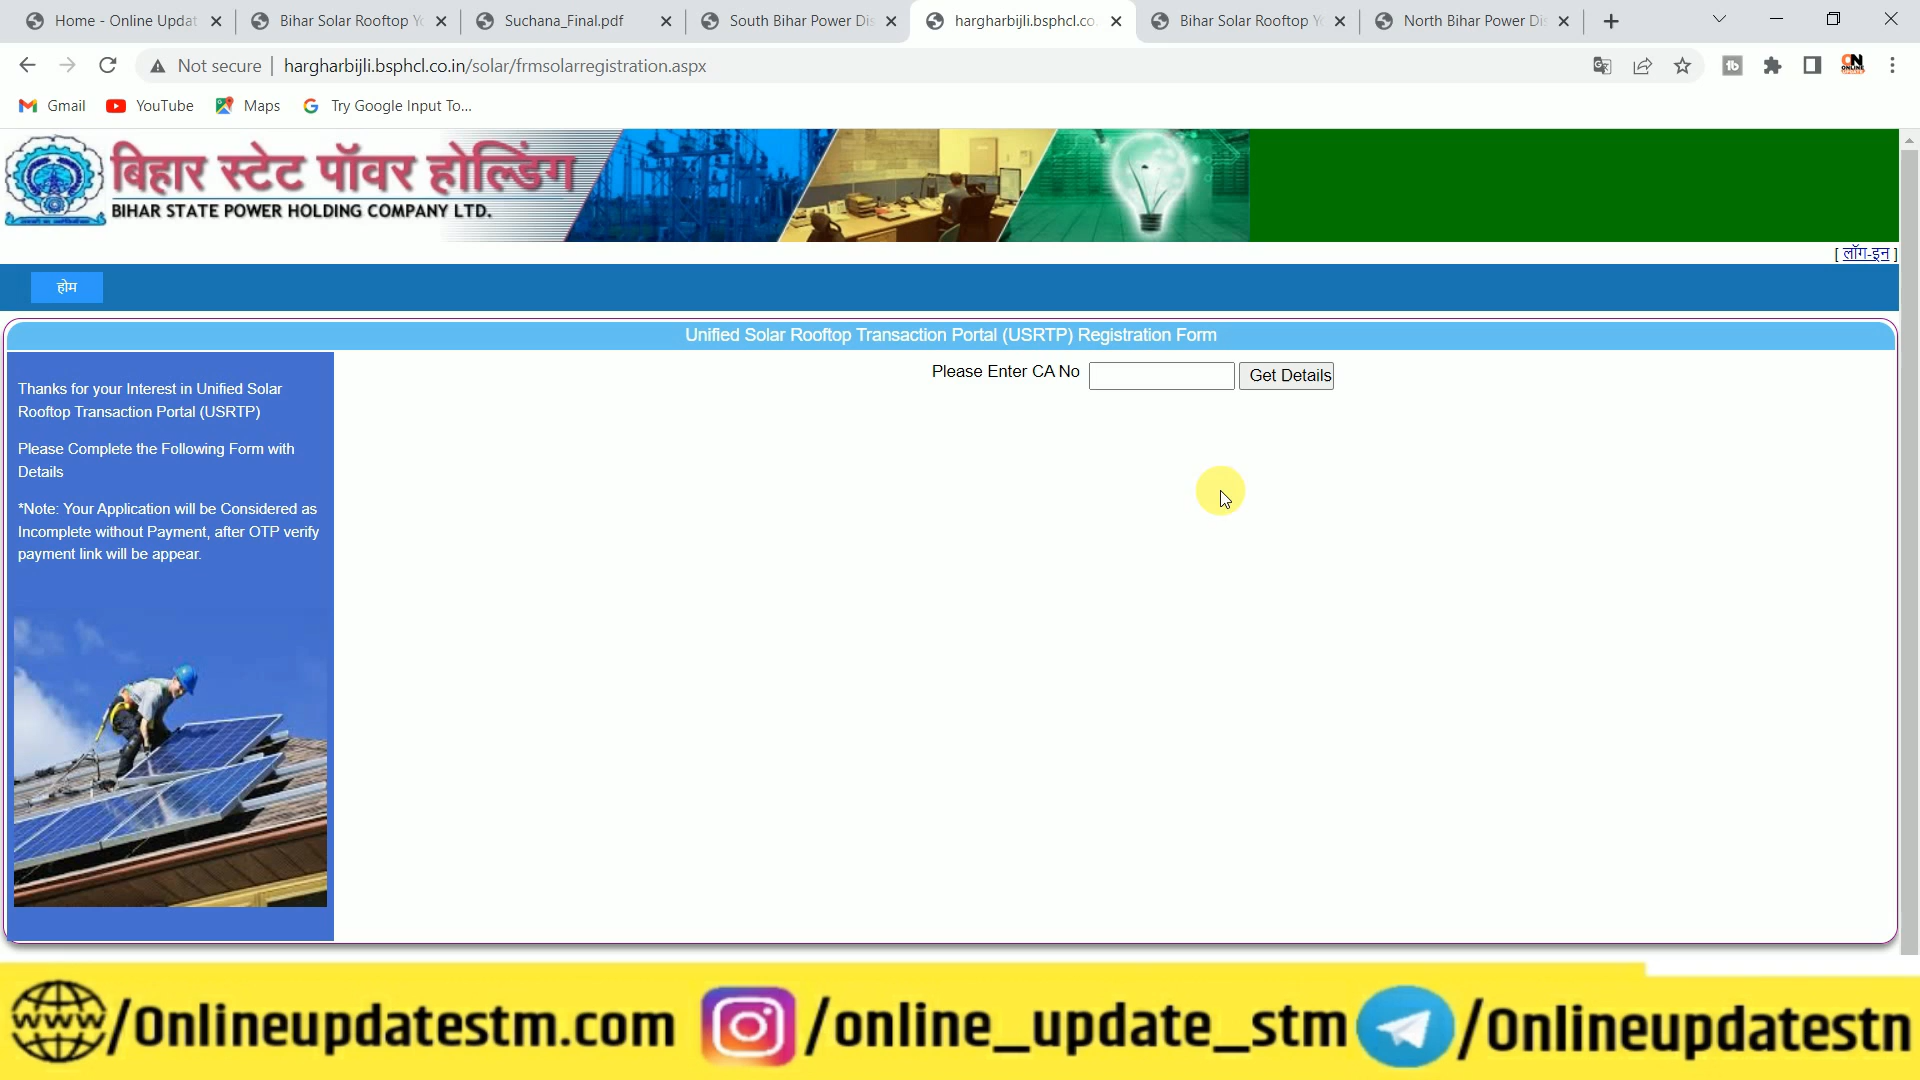 Home - Online Updat
Bihar Solar Rooftop Yo
Suchana_Final.pdf
South Bihar Power Dis
hargharbijli.bsphcl.co.
Bihar Solar Rooftop Yo
North Bihar Power Dis
Not secure
hargharbijli.bsphcl.co.in/solar/frmsolarregistration.aspx
Gmail
YouTube
Maps
Try Google Input To...
बिहार स्टेट पॉवर होल्डिंग
BIHAR STATE POWER HOLDING COMPANY LTD.
[ लॉग-इन ]
होम
Unified Solar Rooftop Transaction Portal (USRTP) Registration Form
Thanks for your Interest in Unified Solar
Rooftop Transaction Portal (USRTP)
Please Complete the Following Form with
Details
*Note: Your Application will be Considered as
Incomplete without Payment, after OTP verify
payment link will be appear.
Please Enter CA No
Get Details
www/Onlineupdatestm.com
/online_update_stm
/Onlineupdatestn